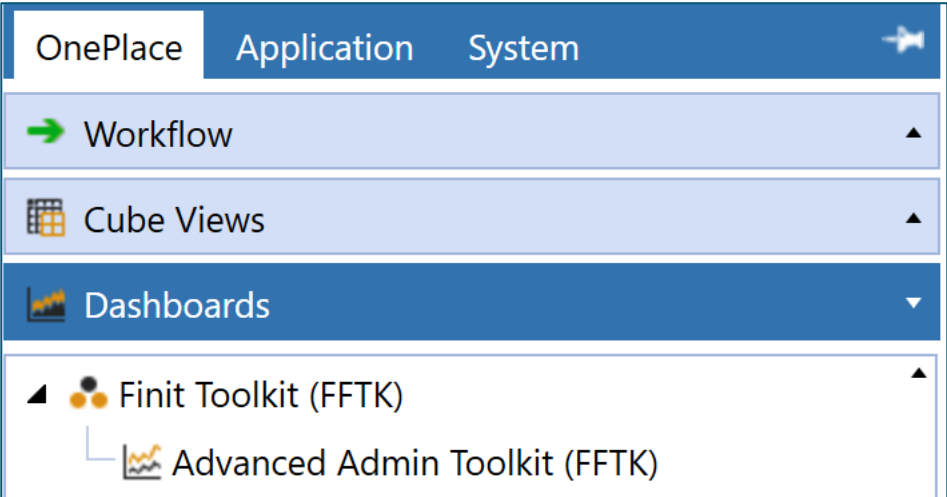 OnePlace Application System
Workflow
Cube Views
Dashboards
Finit Toolkit (FFTK)
Advanced Admin Toolkit (FFTK)